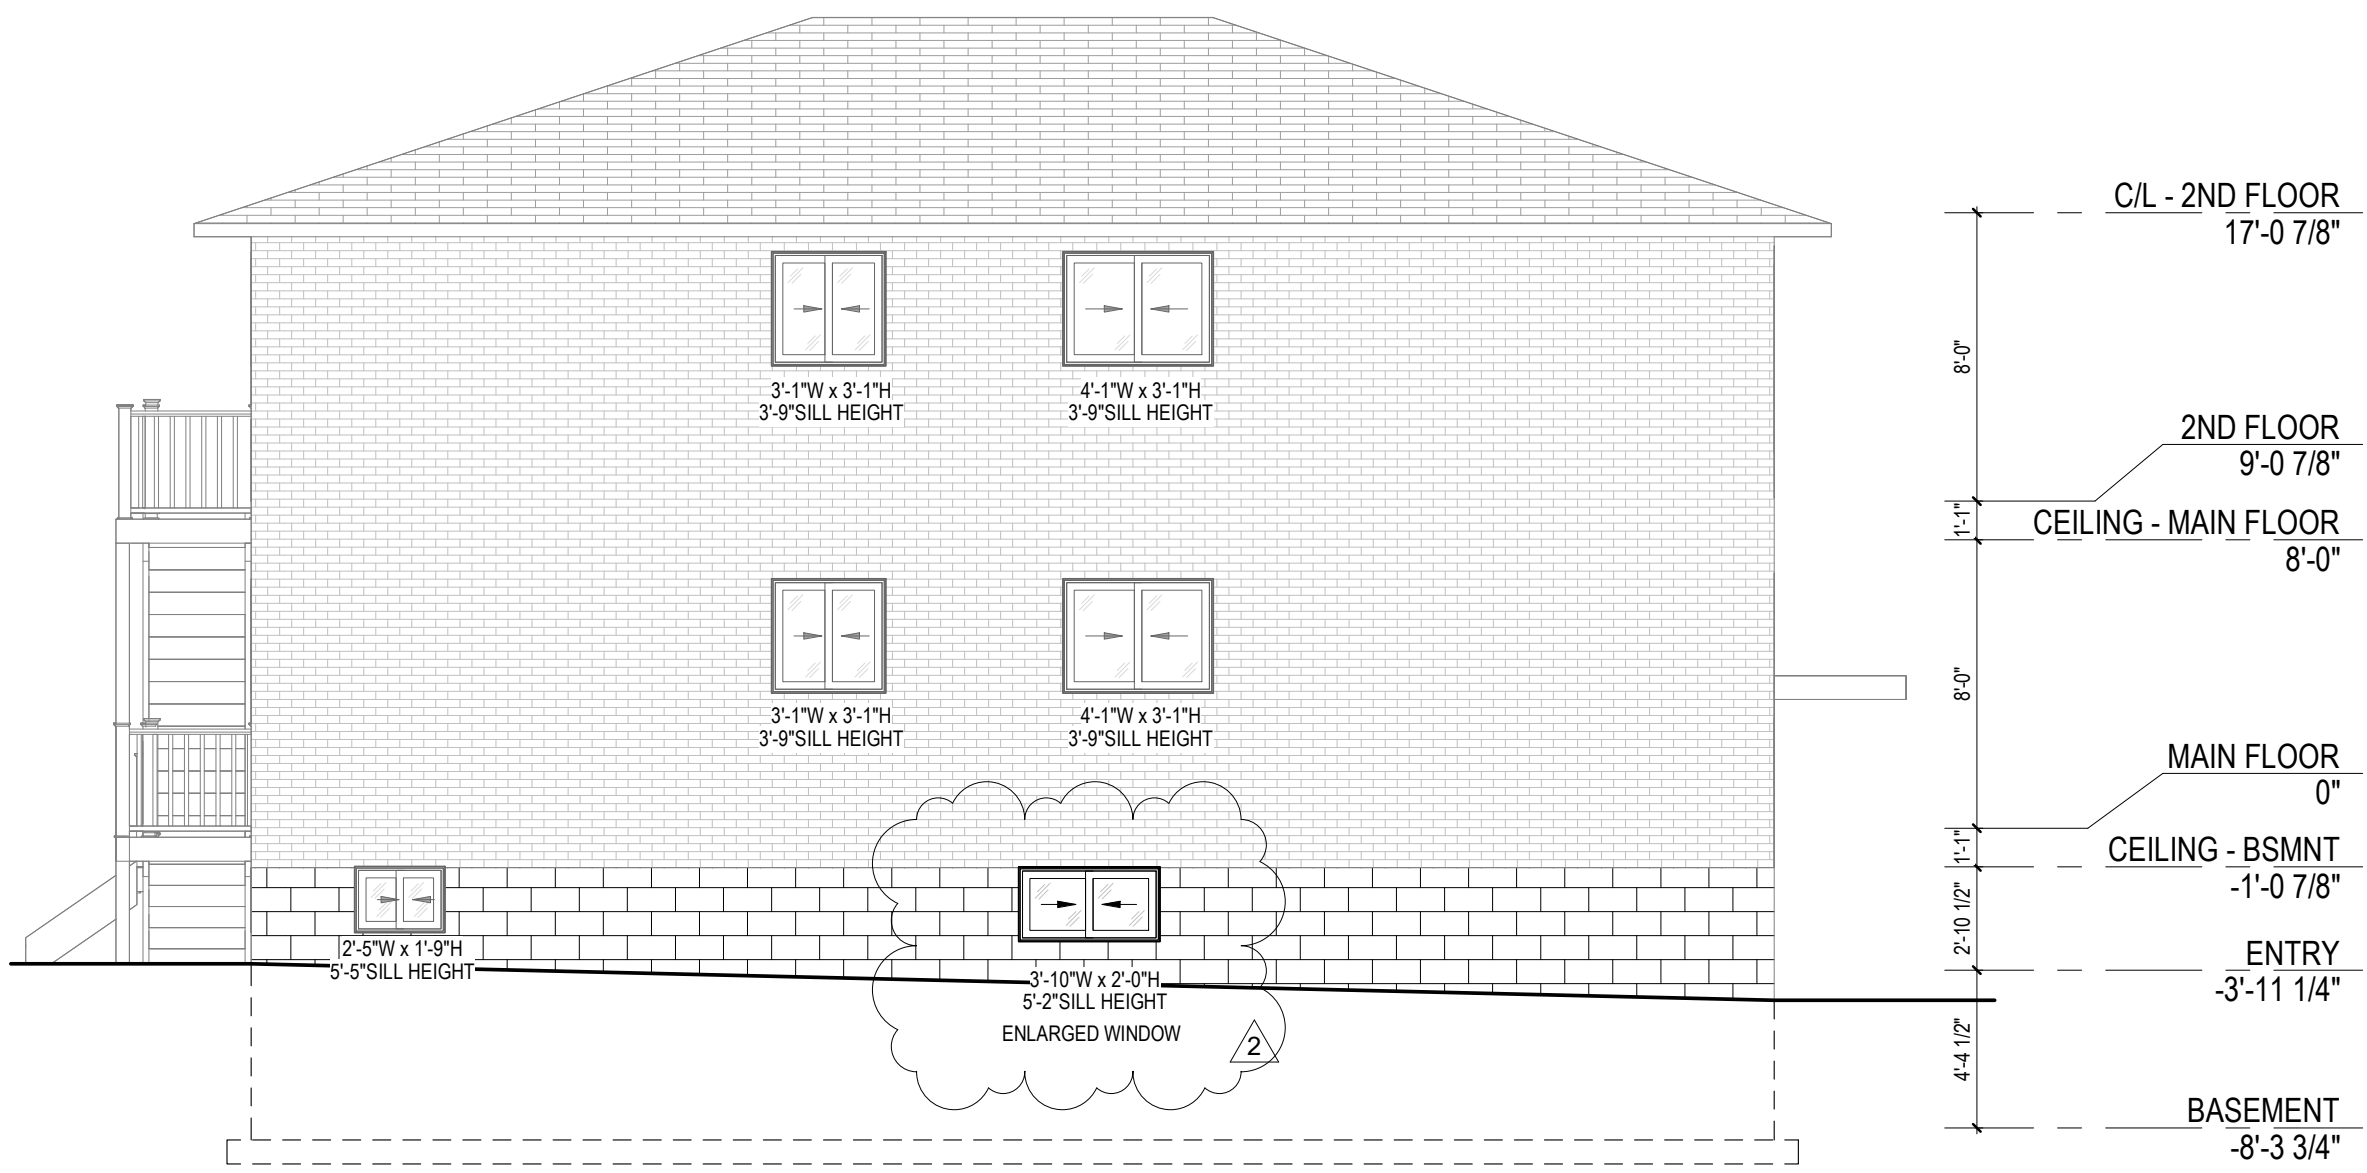 C/L - 2ND FLOOR
17'-0 7/8"
8'-0"
3'-1"W x 3'-1"H
3'-9"SILL HEIGHT
4'-1"W x 3'-1"H
3'-9"SILL HEIGHT
2ND FLOOR
9'-0 7/8"
1'-1"
CEILING - MAIN FLOOR
8'-0"
8'-0"
3'-1"W x 3'-1"H
3'-9"SILL HEIGHT
4'-1"W x 3'-1"H
3'-9"SILL HEIGHT
MAIN FLOOR
0"
1'-1"
CEILING - BSMNT
-1'-0 7/8"
2'-10 1/2"
2'-5"W x 1'-9"H
5'-5"SILL HEIGHT
ENTRY
-3'-11 1/4"
3'-10"W x 2'-0"H
5'-2"SILL HEIGHT
ENLARGED WINDOW
2
4'-4 1/2"
BASEMENT
-8'-3 3/4"